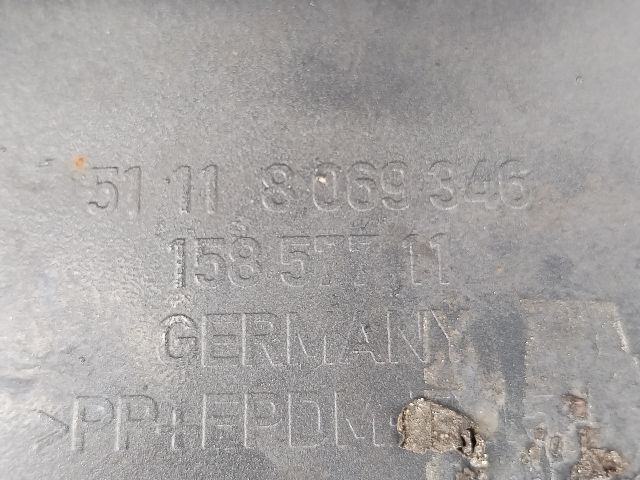 51 11 8 069 346
158 577 11
GERMANY
>PP+EPDM-